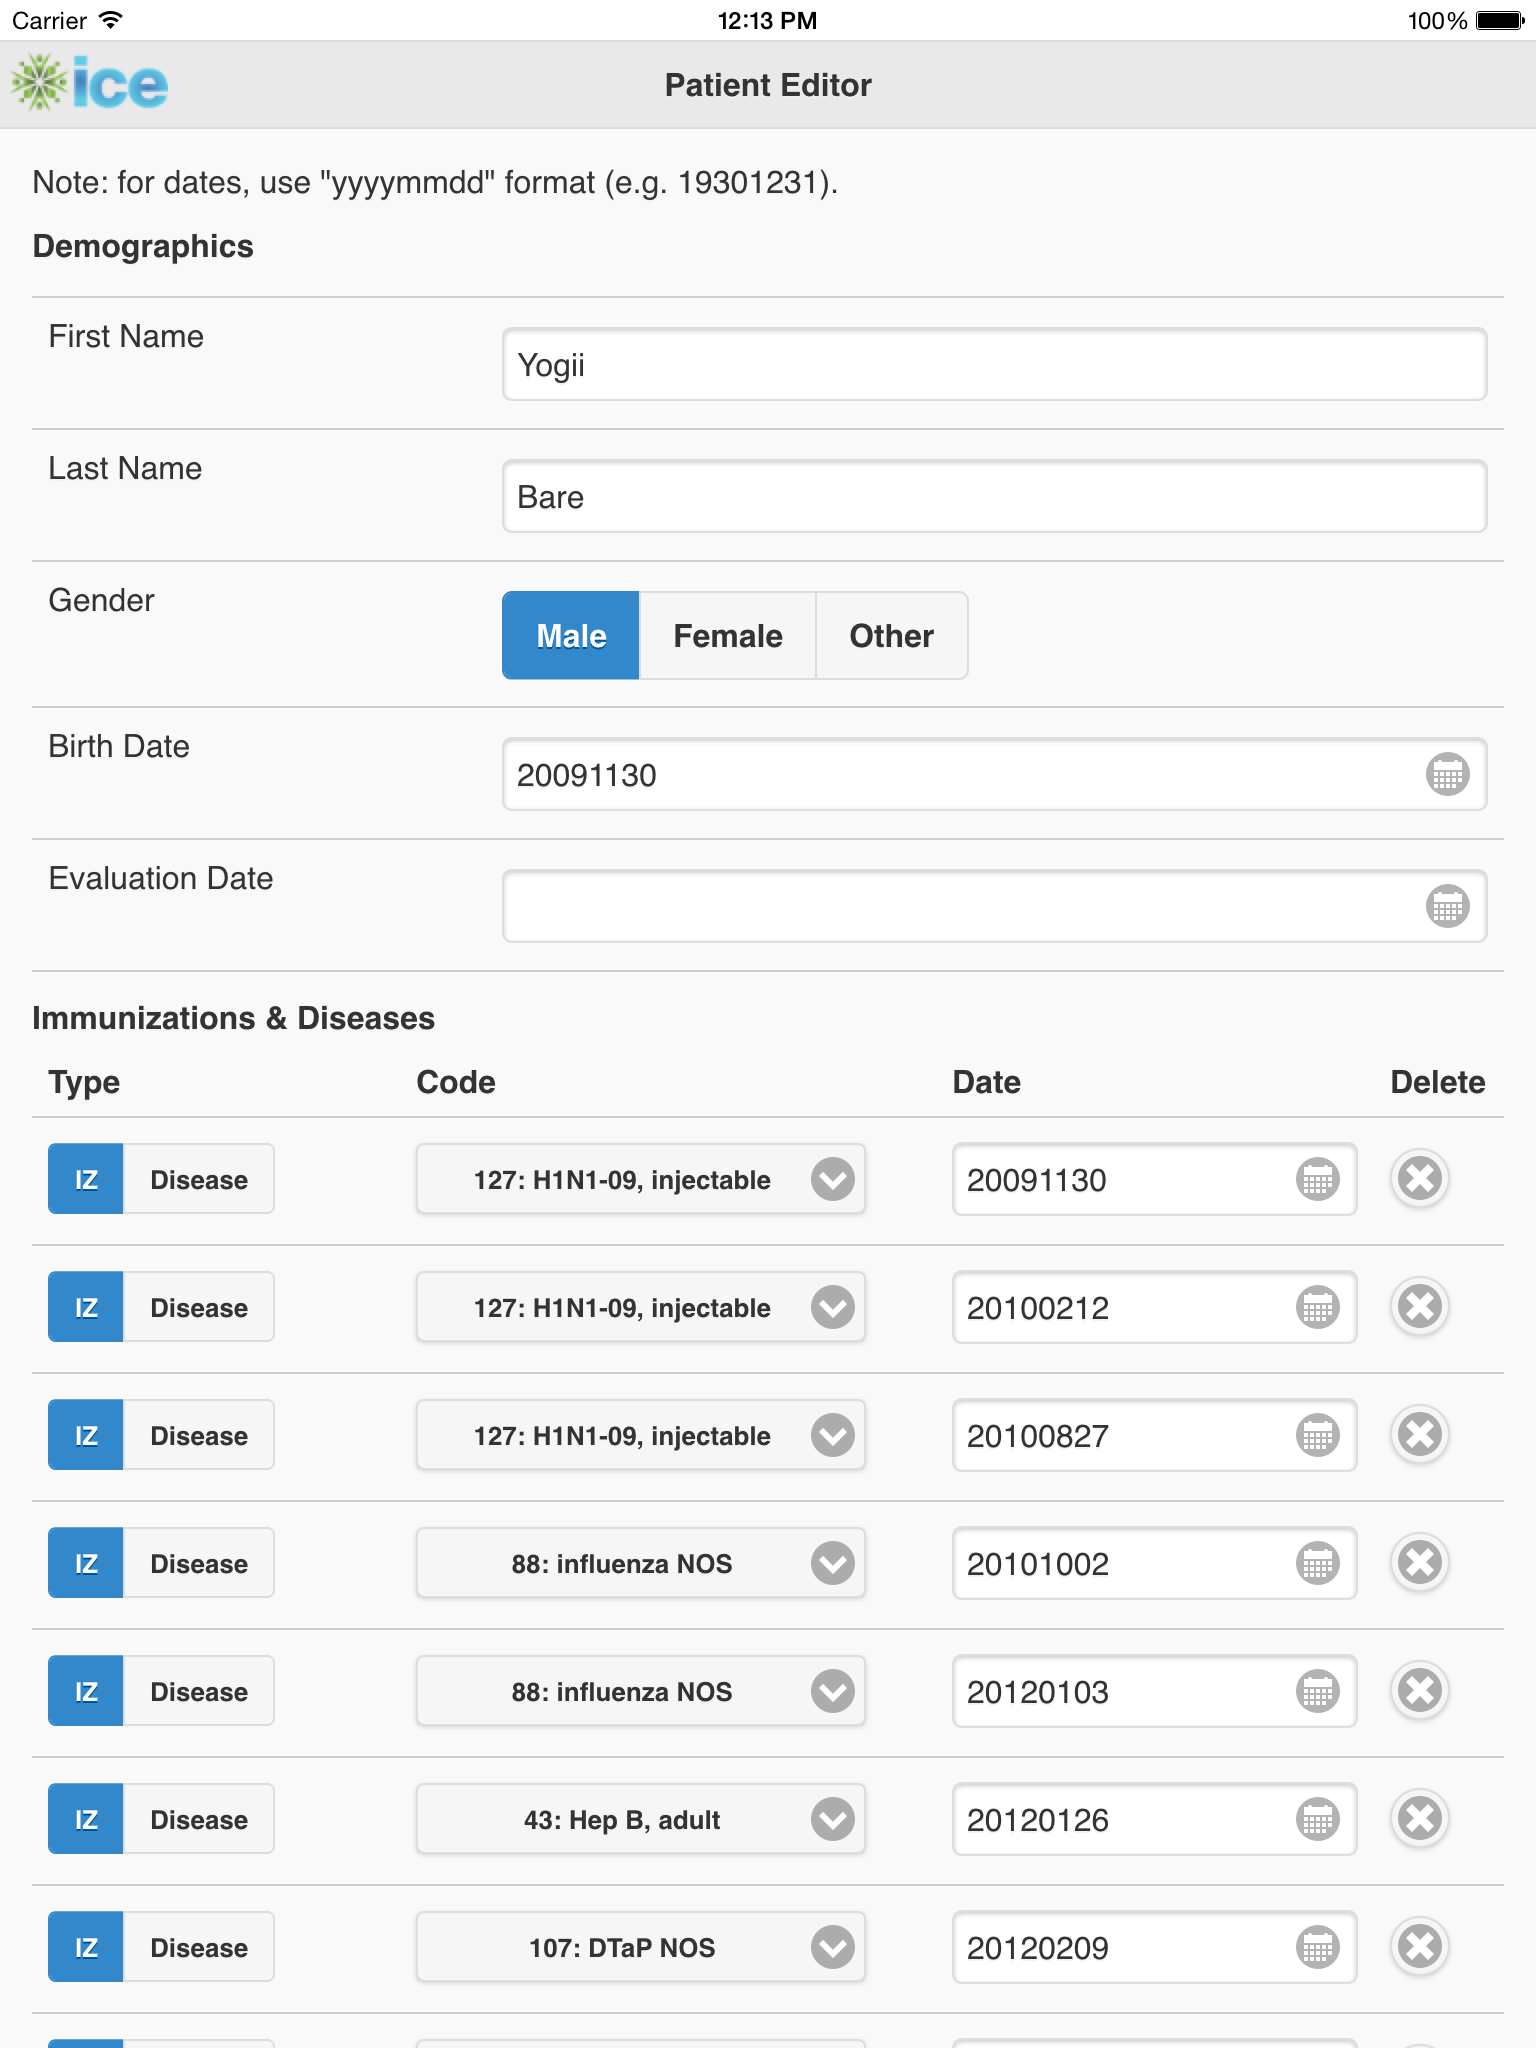 Carrier 12:13 PM 100%
ice Patient Editor
Note: for dates, use "yyyymmdd" format (e.g. 19301231).
Demographics
First Name Yogii
Last Name Bare
Gender Male Female Other
Birth Date 20091130
Evaluation Date
Immunizations & Diseases
Type Code Date Delete
IZ Disease 127: H1N1-09, injectable 20091130
IZ Disease 127: H1N1-09, injectable 20100212
IZ Disease 127: H1N1-09, injectable 20100827
IZ Disease 88: influenza NOS 20101002
IZ Disease 88: influenza NOS 20120103
IZ Disease 43: Hep B, adult 20120126
IZ Disease 107: DTaP NOS 20120209